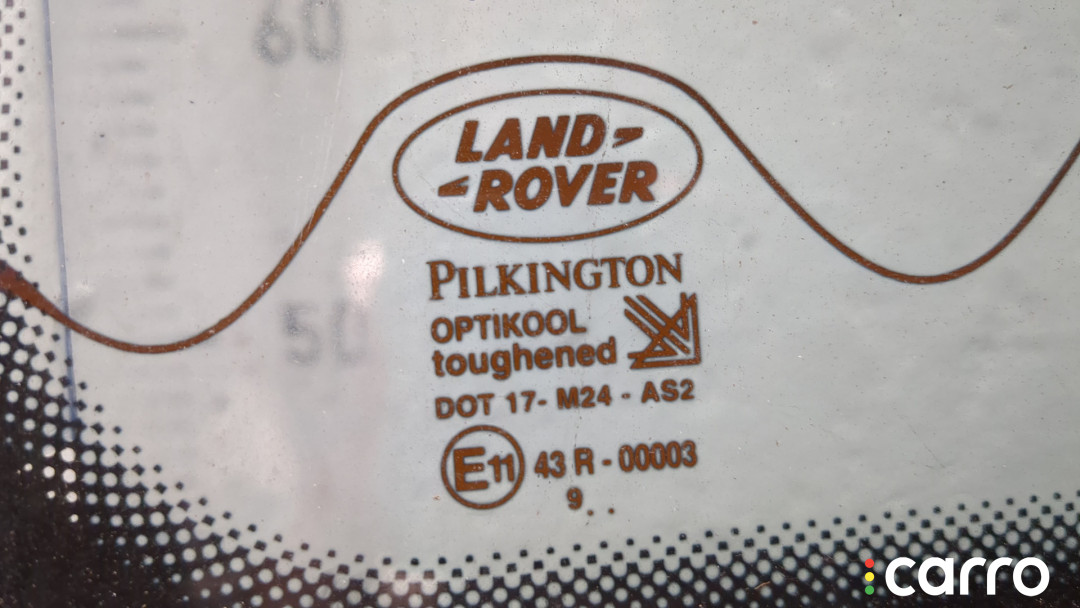 60
LAND
ROVER
PILKINGTON
50
OPTIKOOL
toughened
DOT 17- M24 - AS2
E11 43 R - 00003
9..
carro